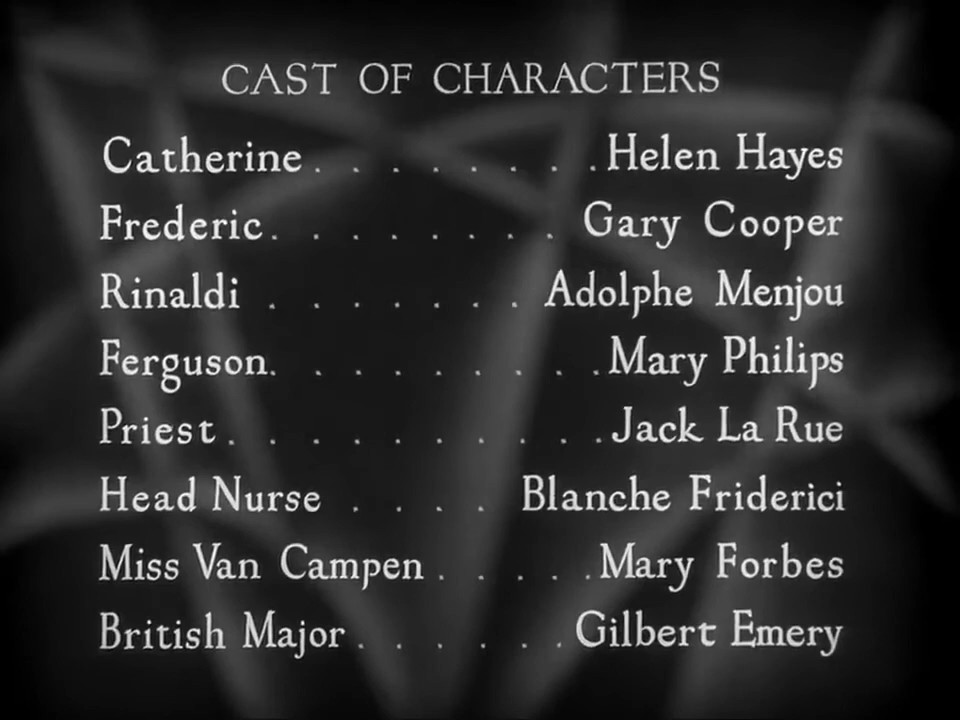 CAST OF CHARACTERS
Catherine . . . . . . . . Helen Hayes
Frederic . . . . . . . . Gary Cooper
Rinaldi . . . . . . . Adolphe Menjou
Ferguson . . . . . . . . . Mary Philips
Priest . . . . . . . . . . Jack La Rue
Head Nurse . . . . Blanche Friderici
Miss Van Campen . . . . . Mary Forbes
British Major . . . . . . Gilbert Emery